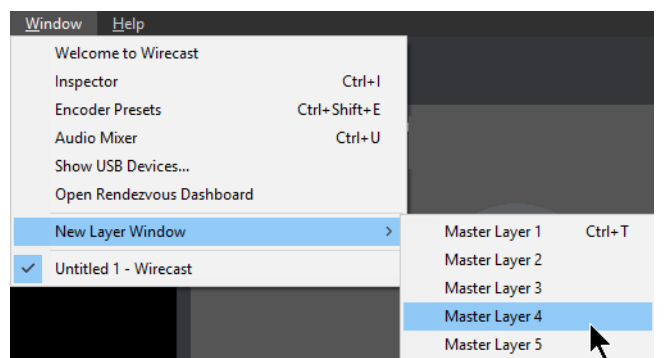 Window Help
Welcome to Wirecast
Inspector Ctrl+I
Encoder Presets Ctrl+Shift+E
Audio Mixer Ctrl+U
Show USB Devices...
Open Rendezvous Dashboard
New Layer Window >
Untitled 1 - Wirecast
Master Layer 1 Ctrl+T
Master Layer 2
Master Layer 3
Master Layer 4
Master Layer 5